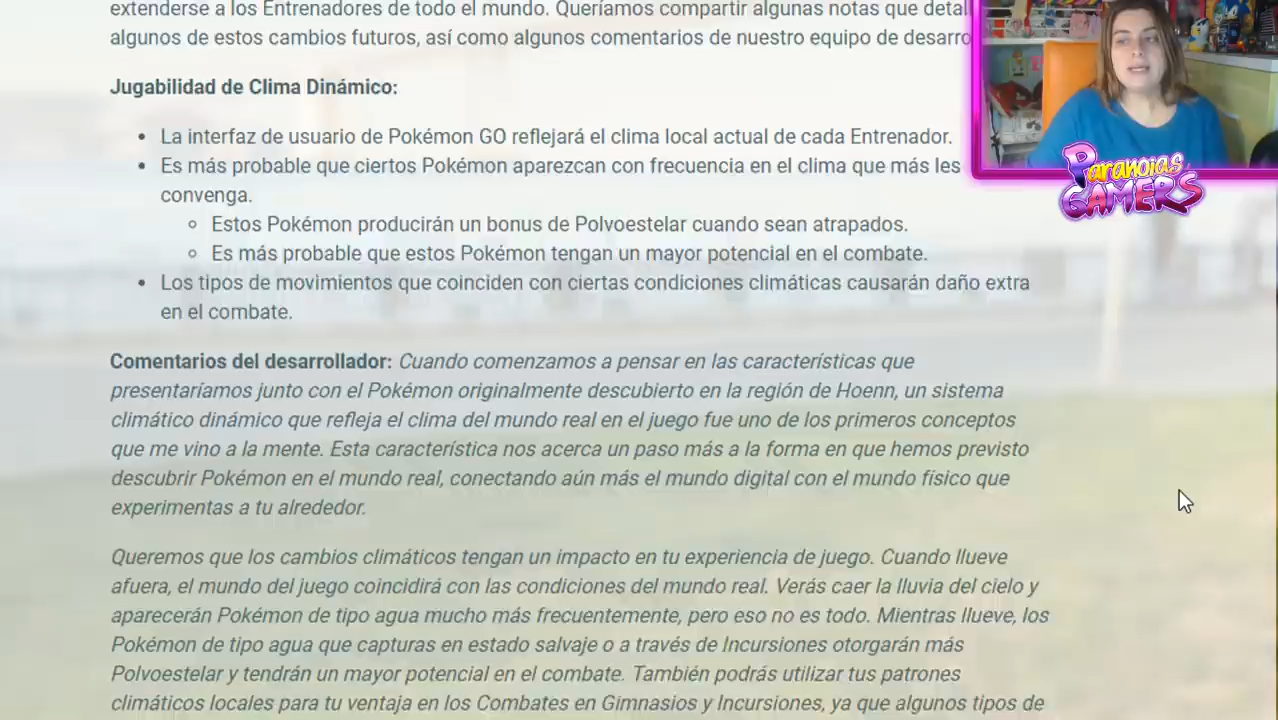 extenderse a los Entrenadores de todo el mundo. Queríamos compartir algunas notas que detal
algunos de estos cambios futuros, así como algunos comentarios de nuestro equipo de desarro
Jugabilidad de Clima Dinámico:
• La interfaz de usuario de Pokémon GO reflejará el clima local actual de cada Entrenador.
• Es más probable que ciertos Pokémon aparezcan con frecuencia en el clima que más les
convenga.
◦ Estos Pokémon producirán un bonus de Polvoestelar cuando sean atrapados.
◦ Es más probable que estos Pokémon tengan un mayor potencial en el combate.
• Los tipos de movimientos que coinciden con ciertas condiciones climáticas causarán daño extra
en el combate.
Comentarios del desarrollador: Cuando comenzamos a pensar en las características que
presentaríamos junto con el Pokémon originalmente descubierto en la región de Hoenn, un sistema
climático dinámico que refleja el clima del mundo real en el juego fue uno de los primeros conceptos
que me vino a la mente. Esta característica nos acerca un paso más a la forma en que hemos previsto
descubrir Pokémon en el mundo real, conectando aún más el mundo digital con el mundo físico que
experimentas a tu alrededor.
Queremos que los cambios climáticos tengan un impacto en tu experiencia de juego. Cuando llueve
afuera, el mundo del juego coincidirá con las condiciones del mundo real. Verás caer la lluvia del cielo y
aparecerán Pokémon de tipo agua mucho más frecuentemente, pero eso no es todo. Mientras llueve, los
Pokémon de tipo agua que capturas en estado salvaje o a través de Incursiones otorgarán más
Polvoestelar y tendrán un mayor potencial en el combate. También podrás utilizar tus patrones
climáticos locales para tu ventaja en los Combates en Gimnasios y Incursiones, ya que algunos tipos de
Paranoias
GAMERS